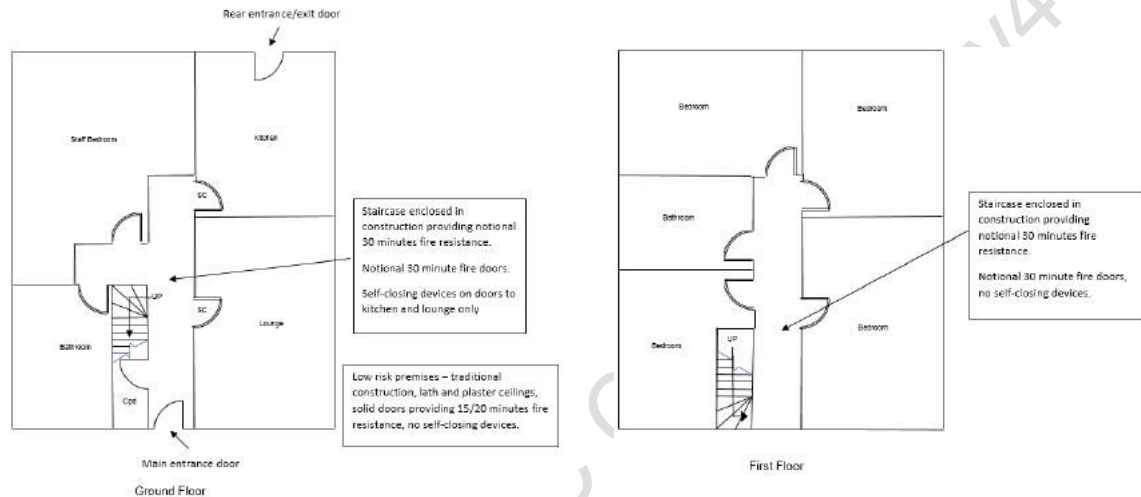 Rear entrance/exit door
Staff Bedroom
Kitchen
SC
Staircase enclosed in
construction providing notional
30 minutes fire resistance.
Notional 30 minute fire doors.
Self-closing devices on doors to
kitchen and lounge only
UP
SC
Lounge
Bathroom
Low risk premises – traditional
construction, lath and plaster ceilings,
solid doors providing 15/20 minutes fire
resistance, no self-closing devices.
Cpd
Main entrance door
Ground Floor
Bedroom
Bedroom
Bathroom
Staircase enclosed in
construction providing
notional 30 minutes fire
resistance.
Notional 30 minute fire doors,
no self-closing devices.
Bedroom
UP
Bedroom
First Floor
v4